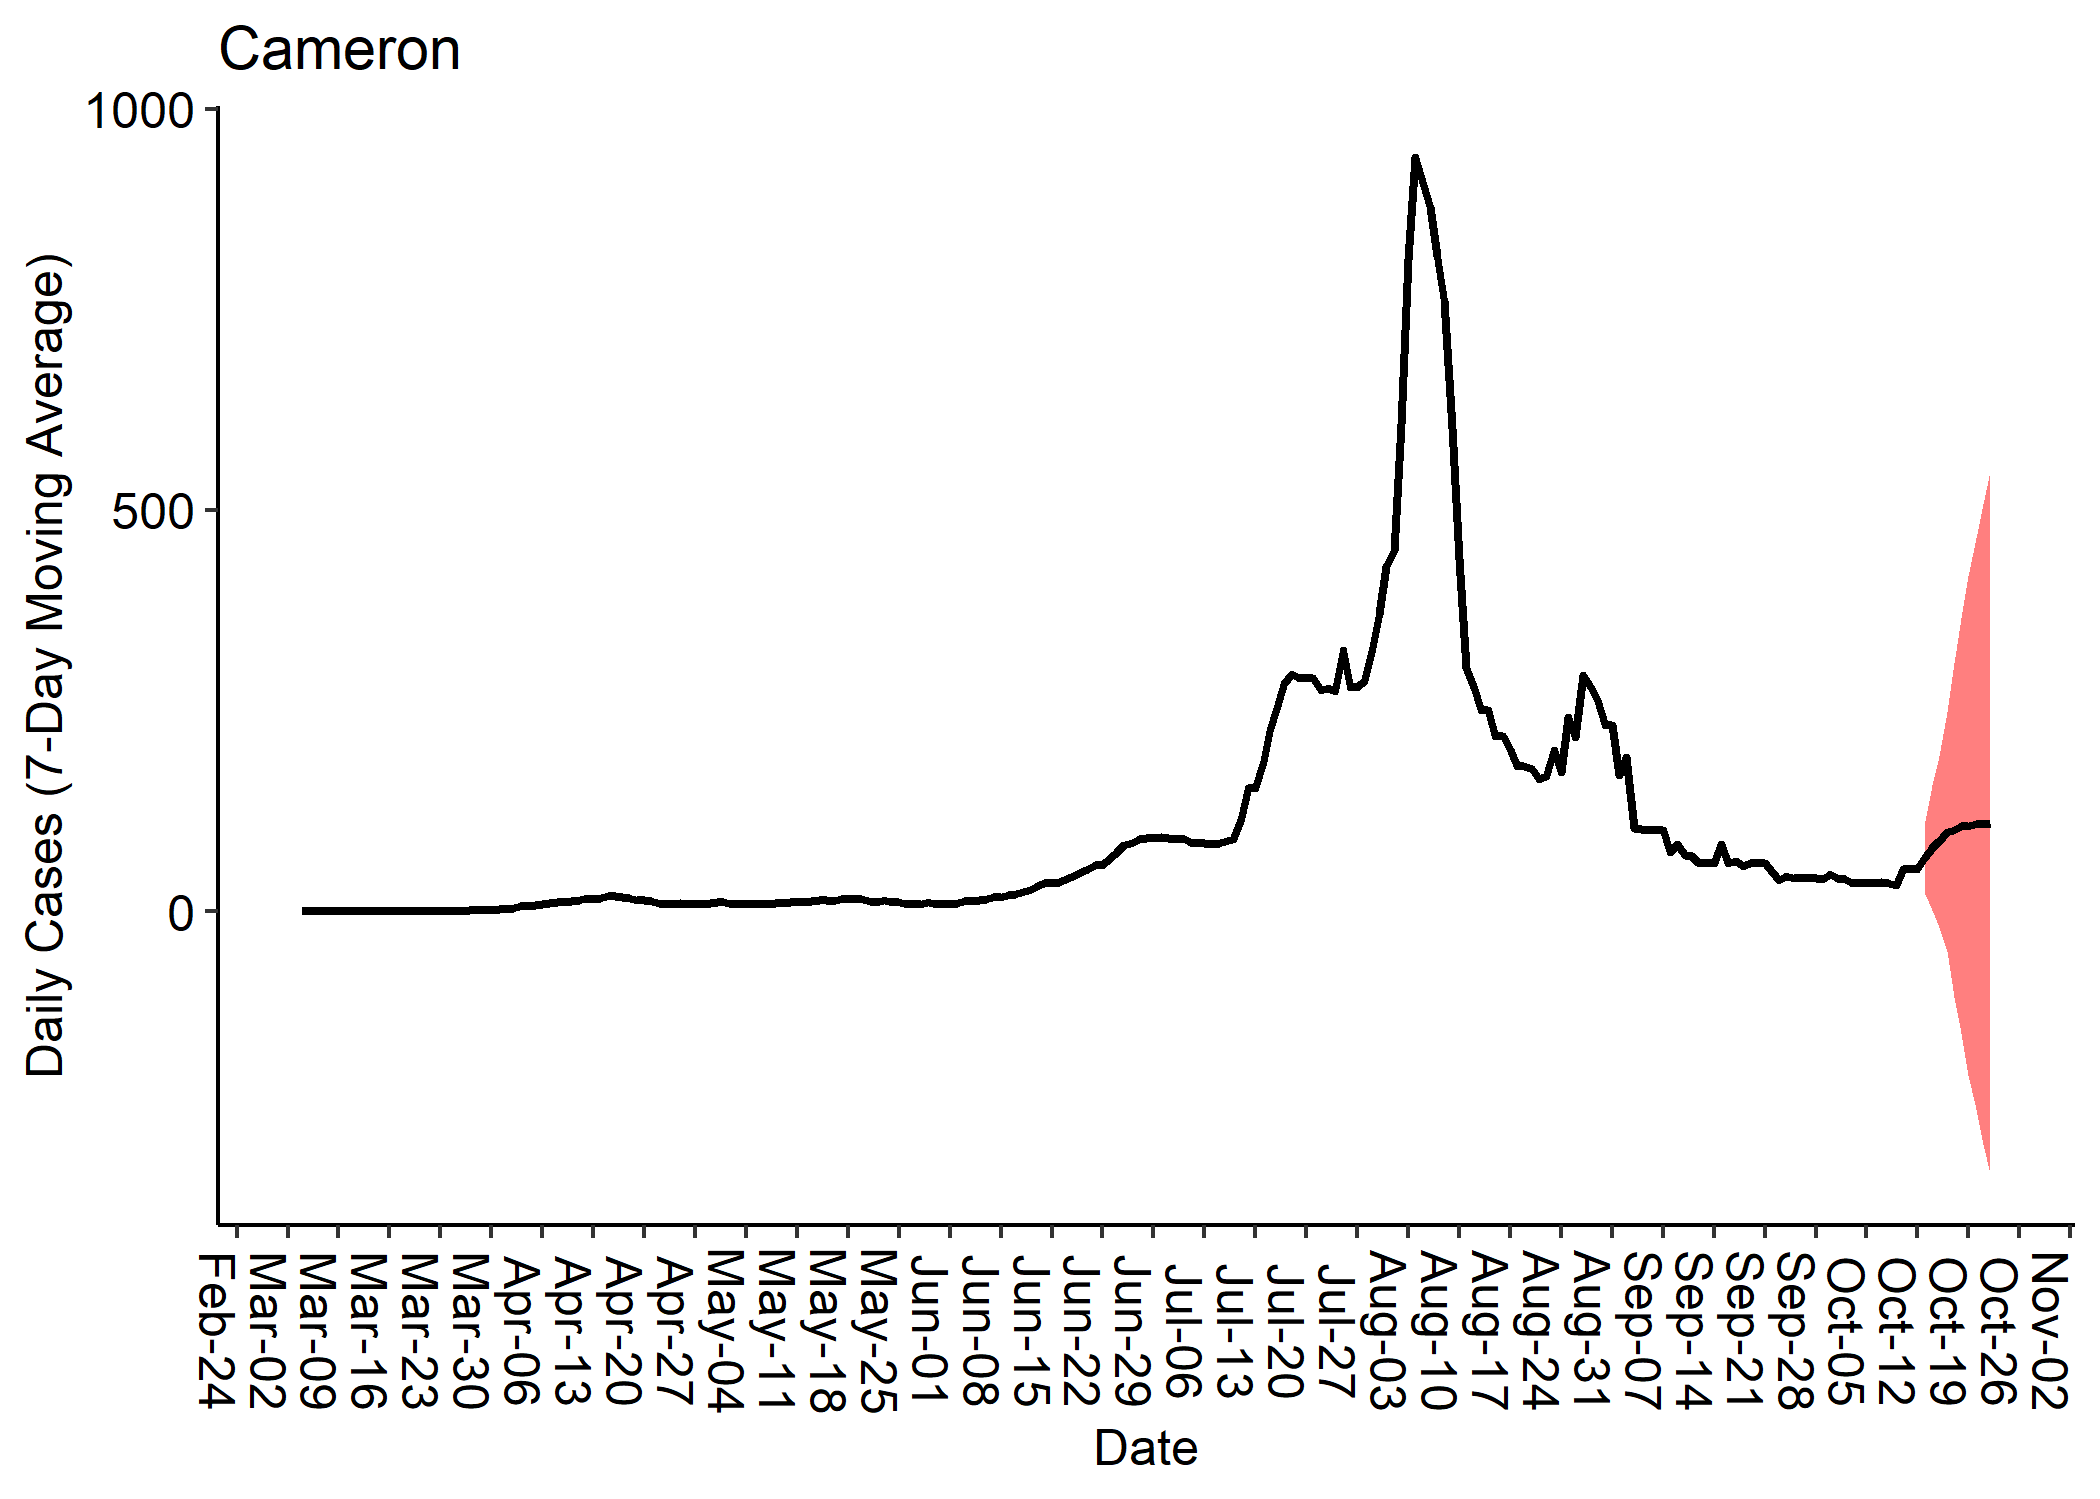 Cameron
1000
500
0
Daily Cases (7-Day Moving Average)
Feb-24
Mar-02
Mar-09
Mar-16
Mar-23
Mar-30
Apr-06
Apr-13
Apr-20
Apr-27
May-04
May-11
May-18
May-25
Jun-01
Jun-08
Jun-15
Jun-22
Jun-29
Jul-06
Jul-13
Jul-20
Jul-27
Aug-03
Aug-10
Aug-17
Aug-24
Aug-31
Sep-07
Sep-14
Sep-21
Sep-28
Oct-05
Oct-12
Oct-19
Oct-26
Nov-02
Date